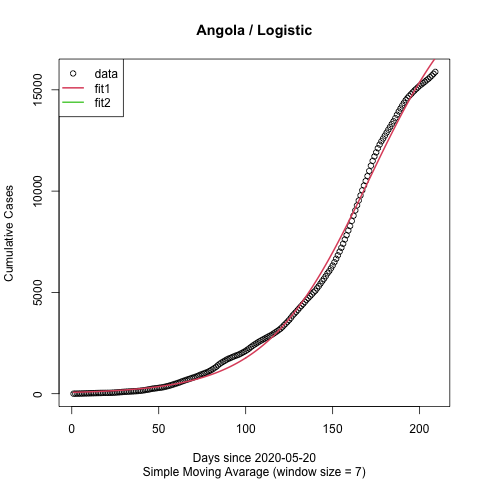 Angola / Logistic
data
fit1
fit2
Cumulative Cases
15000
10000
5000
0
0 50 100 150 200
Days since 2020-05-20
Simple Moving Avarage (window size = 7)